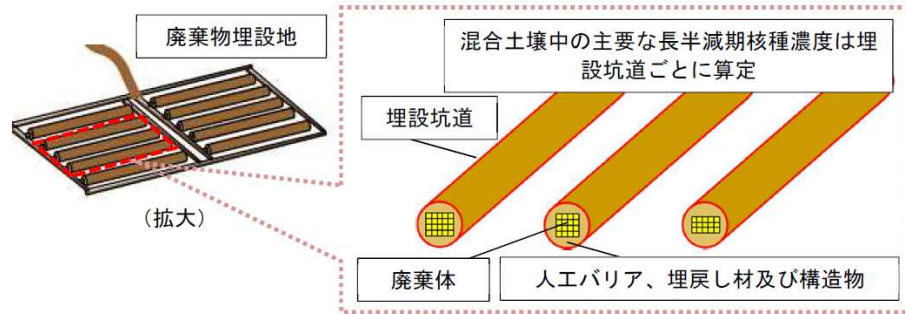 廃棄物埋設地
混合土壌中の主要な長半減期核種濃度は埋
設坑道ごとに算定
埋設坑道
(拡大)
廃棄体
人工バリア、埋戻し材及び構造物